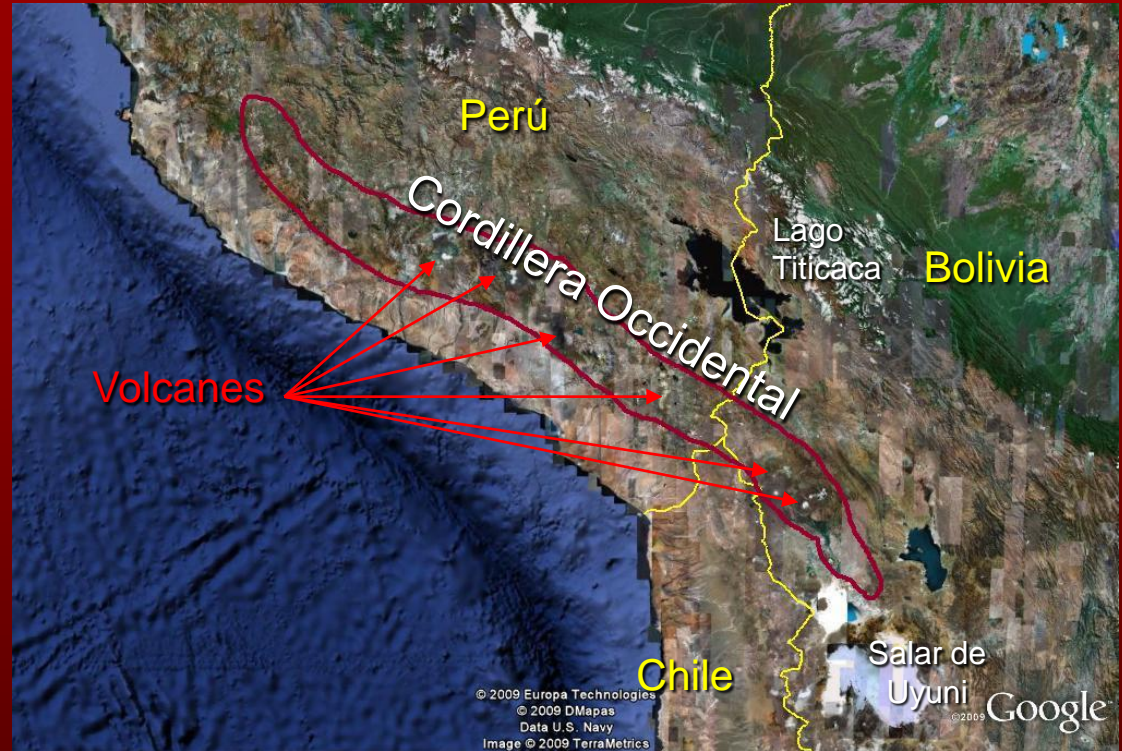 Perú
Cordillera Occidental
Lago
Titicaca
Bolivia
Volcanes
Chile
Salar de
Uyuni
© 2009 Europa Technologies
© 2009 DMapas
Data U.S. Navy
Image © 2009 TerraMetrics
©2009 Google™